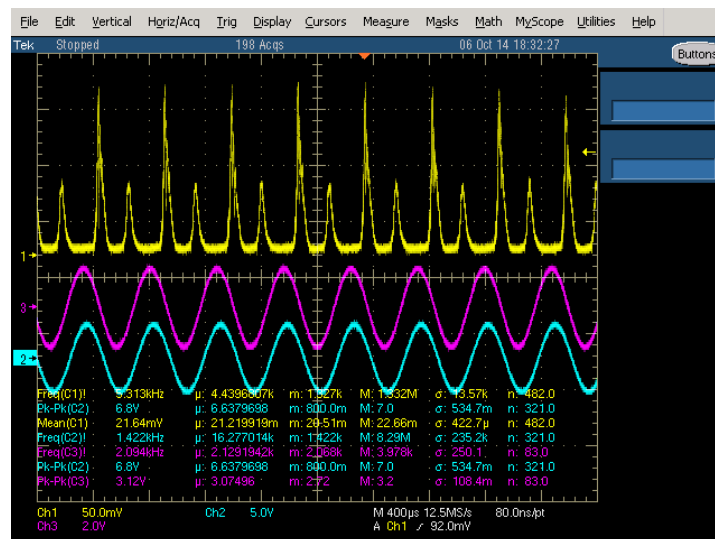 File Edit Vertical Horiz/Acq Trig Display Cursors Measure Masks Math MyScope Utilities Help
Tek Stopped 198 Acqs 06 Oct 14 18:32:27
Buttons
1
3
2
Freq(C1)! μ: m: M: σ: n: 482.0
Pk-Pk(C2) 6.8V μ: 6.6379698 m: 800.0m M: 7.0 σ: 534.7m n: 321.0
Mean(C1) 21.64mV μ: 21.219919m m: 20.51m M: 22.66m σ: 422.7μ n: 482.0
Freq(C2)! 1.422kHz μ: 16.277014k m: 1.422k M: 8.29M σ: 235.2k n: 321.0
Freq(C3)! 2.094kHz μ: 2.1291942k m: M: 3.978k σ: 250.1 n: 83.0
Pk-Pk(C2) 6.8V μ: 6.6379698 m: 800.0m M: 7.0 σ: 534.7m n: 321.0
Pk-Pk(C3) 3.12V μ: 3.07496 m: 2.72 M: 3.2 σ: 108.4m n: 83.0
Ch1 50.0mV Ch2 5.0V M 400μs 12.5MS/s 80.0ns/pt
Ch3 2.0V A Ch1 92.0mV